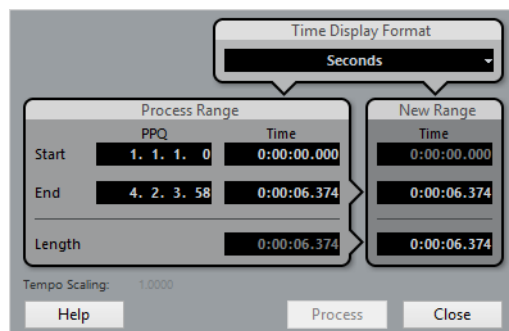 Time Display Format
Seconds
Process Range
New Range
PPQ Time Time
Start 1. 1. 1. 0 0:00:00.000 0:00:00.000
End 4. 2. 3. 58 0:00:06.374 0:00:06.374
Length 0:00:06.374 0:00:06.374
Tempo Scaling: 1.0000
Help Process Close